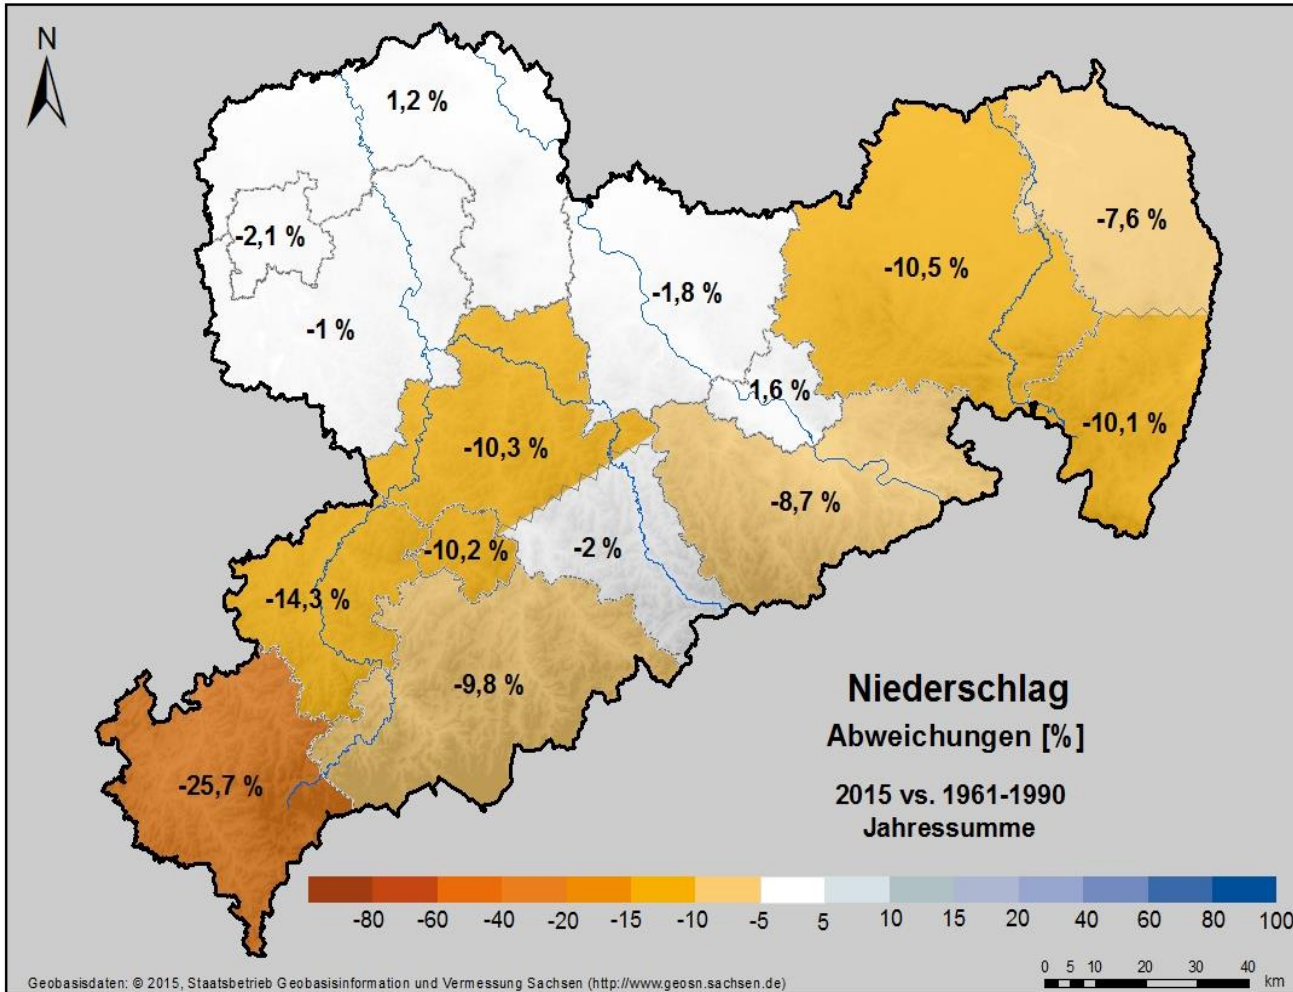 N
1,2 %
-2,1 %
-7,6 %
-10,5 %
-1,8 %
-1 %
1,6 %
-10,1 %
-10,3 %
-8,7 %
-10,2 %
-2 %
-14,3 %
-9,8 %
-25,7 %
Niederschlag
Abweichungen [%]
2015 vs. 1961-1990
Jahressumme
-80 -60 -40 -20 -15 -10 -5 5 10 15 20 40 60 80 100
Geobasisdaten: © 2015, Staatsbetrieb Geobasisinformation und Vermessung Sachsen (http://www.geosn.sachsen.de)
0 5 10 20 30 40
km